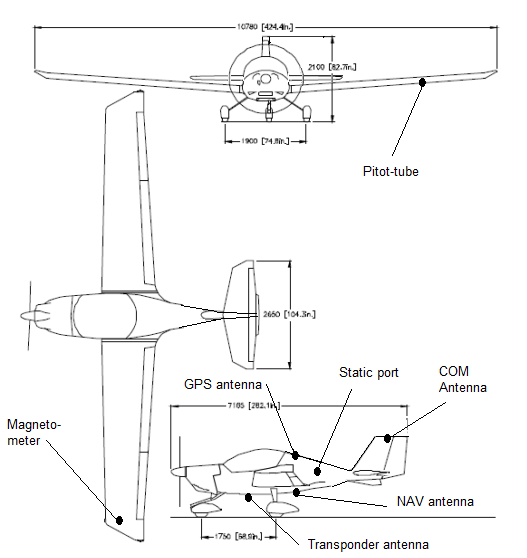 10780 [424.4in.]
2100 [82.7in.]
1900 [74.8in.]
Pitot-tube
2650 [104.3in.]
GPS antenna
Static port
COM
Antenna
7105 [282.1in.]
Magneto-
meter
NAV antenna
1750 [68.9in.]
Transponder antenna